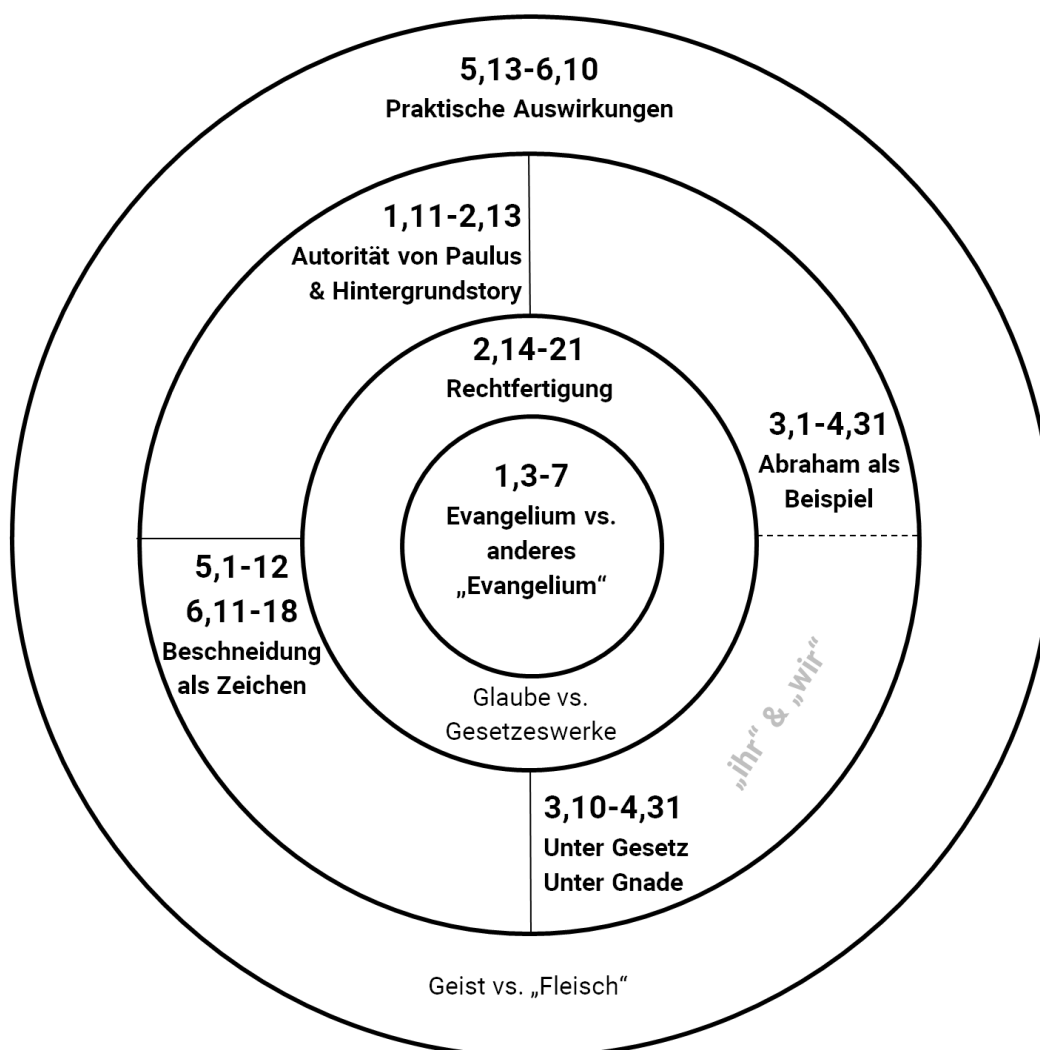 5,13-6,10
Praktische Auswirkungen
1,11-2,13
Autorität von Paulus
& Hintergrundstory
2,14-21
Rechtfertigung
3,1-4,31
Abraham als
Beispiel
1,3-7
Evangelium vs.
anderes
„Evangelium“
5,1-12
6,11-18
Beschneidung
als Zeichen
„ihr“ & „wir“
Glaube vs.
Gesetzeswerke
3,10-4,31
Unter Gesetz
Unter Gnade
Geist vs. „Fleisch“